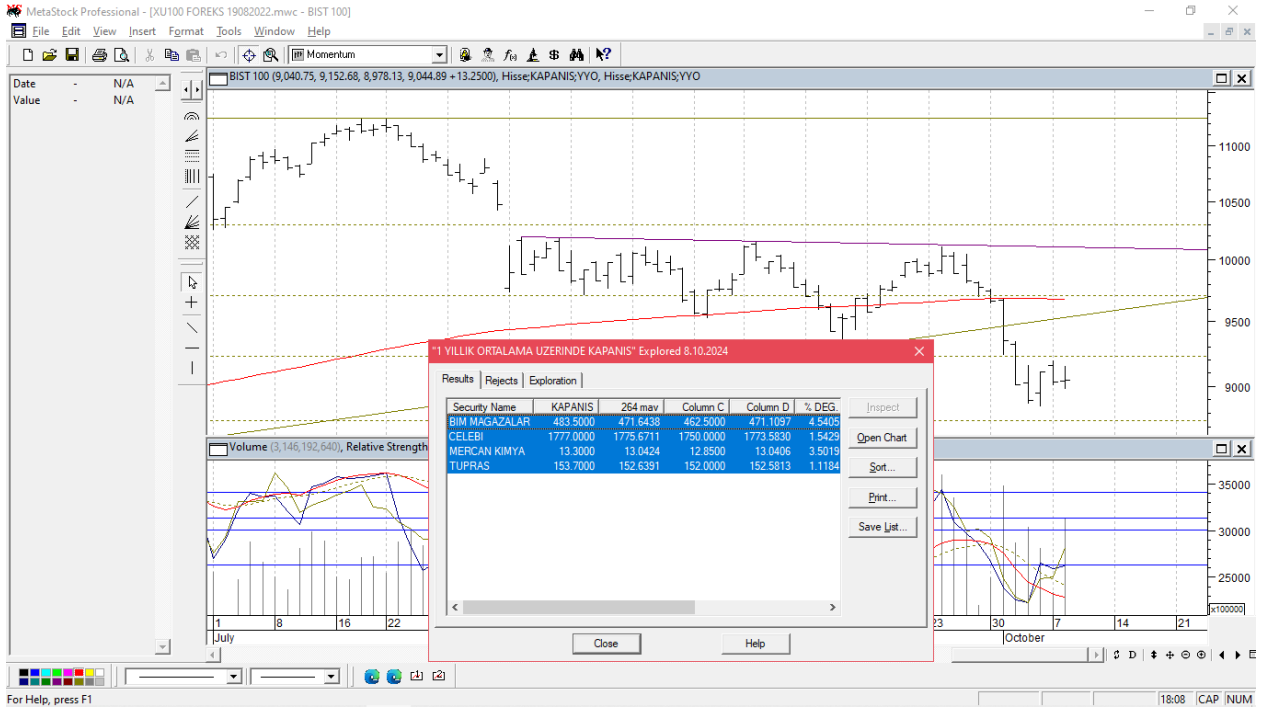 MetaStock Professional - [XU100 FOREKS 19082022.mwc - BIST 100]
File Edit View Insert Format Tools Window Help
Momentum
Date - N/A
Value - N/A
BIST 100 (9,040.75, 9,152.68, 8,978.13, 9,044.89 +13.2500), Hisse;KAPANIS;YYO, Hisse;KAPANIS;YYO
11000
10500
10000
9500
9000
"1 YILLIK ORTALAMA UZERINDE KAPANIS" Explored 8.10.2024
Results Rejects Exploration
Security Name KAPANIS 264 mav Column C Column D % DEG.
BIM MAGAZALAR 483.5000 471.6438 462.5000 471.1097 4.5405
CELEBI 1777.0000 1775.6711 1750.0000 1773.5830 1.5429
MERCAN KIMYA 13.3000 13.0424 12.8500 13.0406 3.5019
TUPRAS 153.7000 152.6391 152.0000 152.5813 1.1184
Inspect
Open Chart
Sort...
Print...
Save List...
Close Help
Volume (3,146,192,640), Relative Strength
35000
30000
25000
x100000
1 8 16 22 23 30 7 14 21
July October
D
For Help, press F1
18:08 CAP NUM